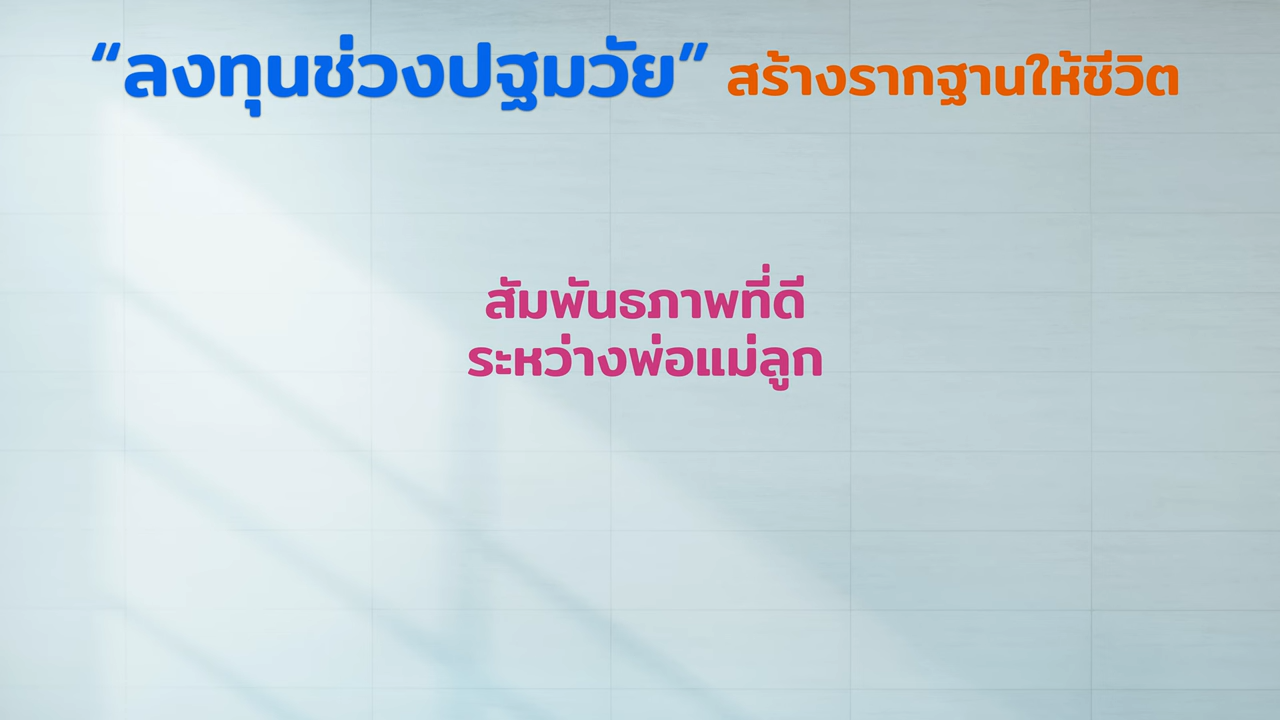 “ลงทุนช่วงปฐมวัย” สร้างรากฐานให้ชีวิต
สัมพันธภาพที่ดี
ระหว่างพ่อแม่ลูก